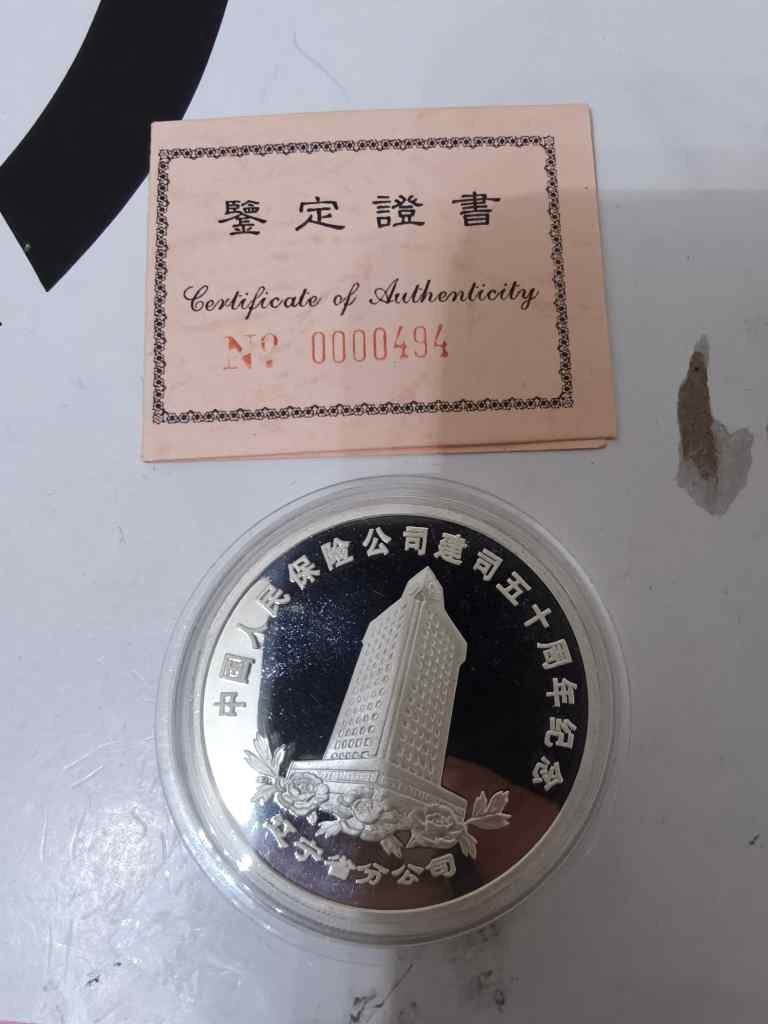 鑒定證書
Certificate of Authenticity
Nº 0000494
中国人民保险公司建司五十周年纪念
辽宁省分公司